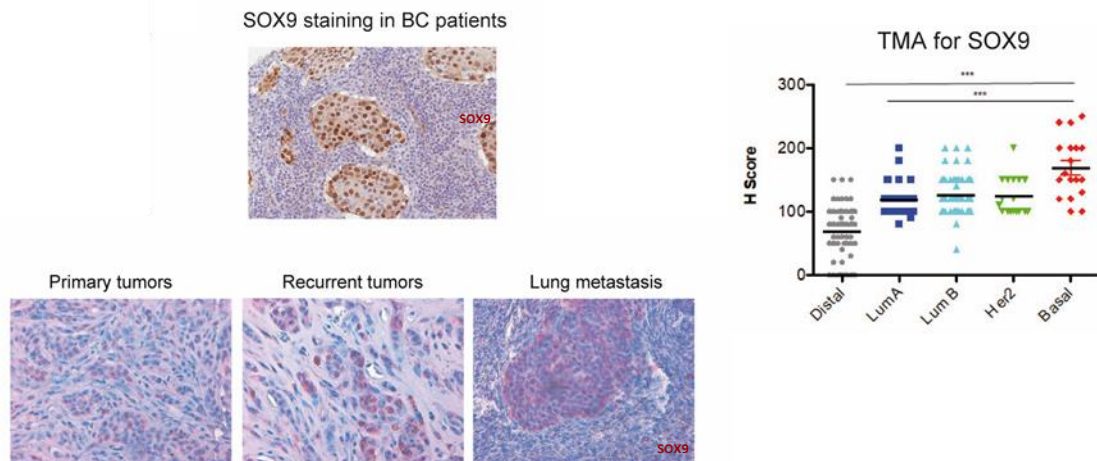 SOX9 staining in BC patients
SOX9
Primary tumors
Recurrent tumors
Lung metastasis
SOX9
TMA for SOX9
***
***
300
200
100
0
H Score
Distal
LumA
Lum B
Her2
Basal